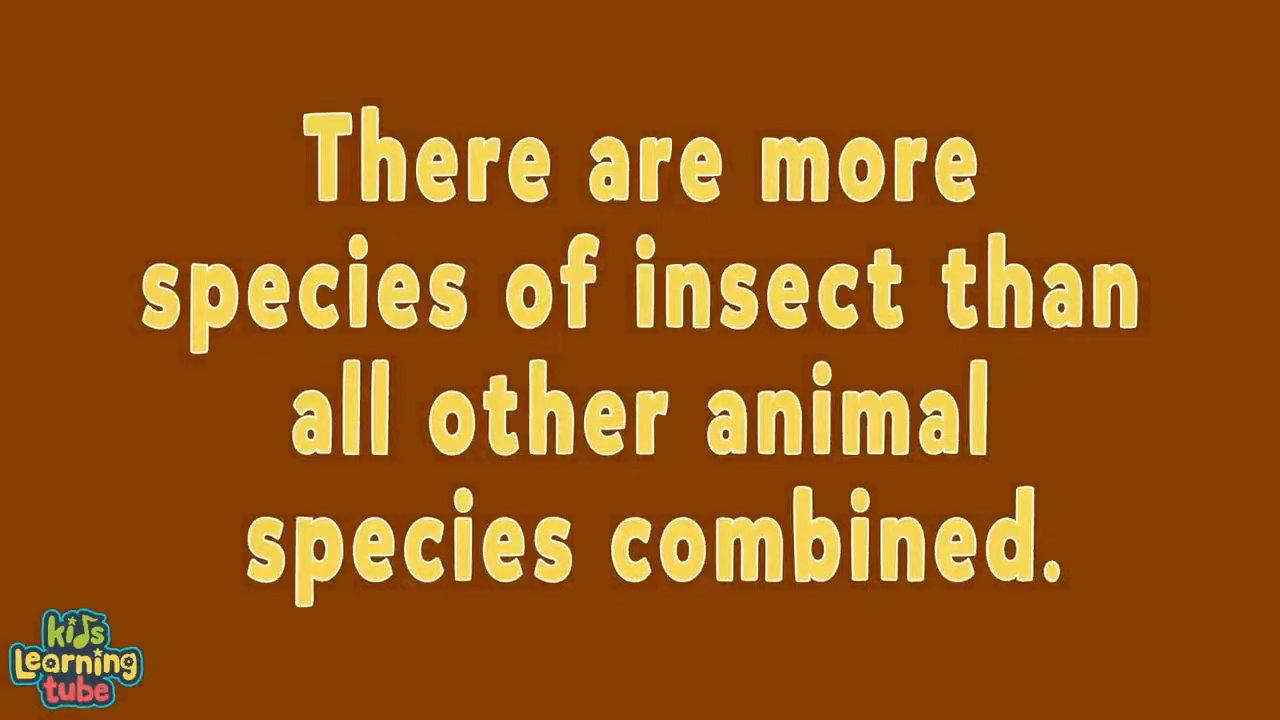 There are more
species of insect than
all other animal
species combined.
kids
Learning
tube